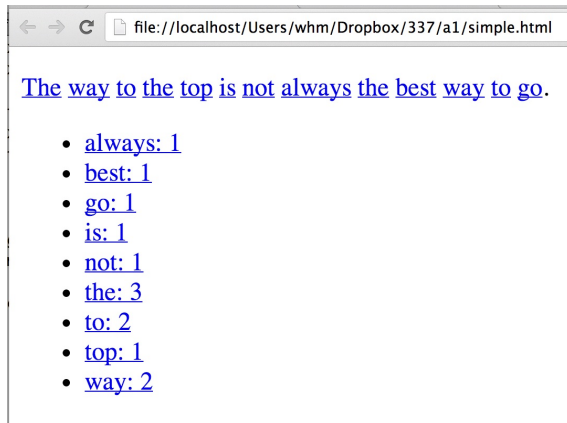 file://localhost/Users/whm/Dropbox/337/a1/simple.html
The way to the top is not always the best way to go.
always: 1
best: 1
go: 1
is: 1
not: 1
the: 3
to: 2
top: 1
way: 2